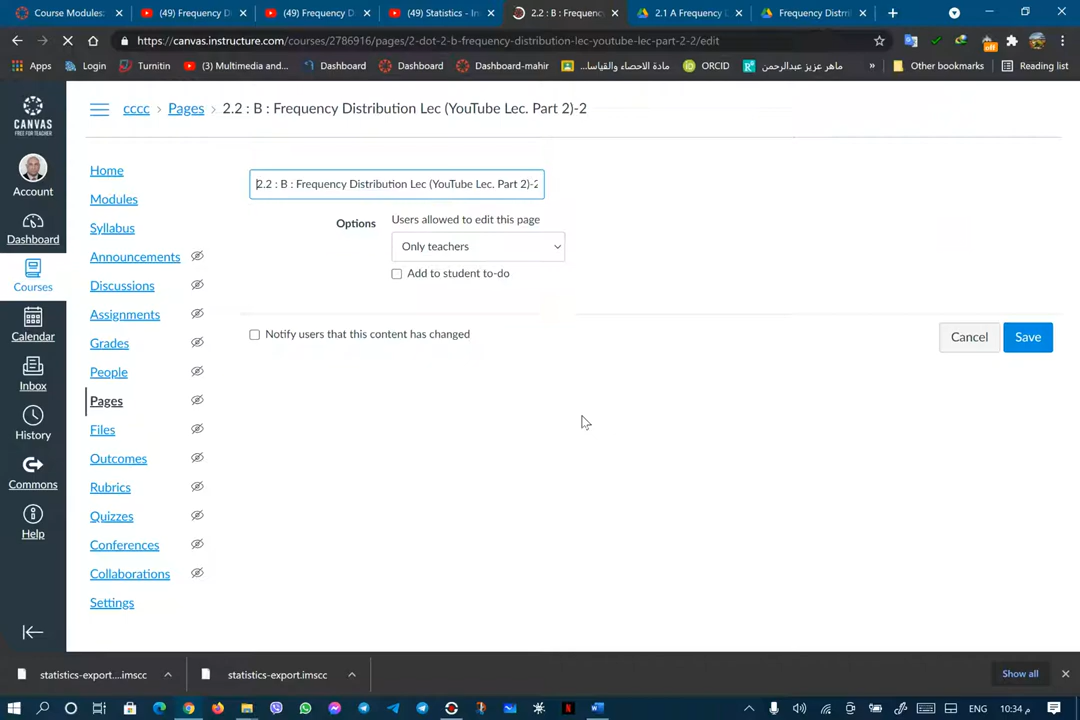 Course Modules:
(49) Frequency D
(49) Frequency D
(49) Statistics - In
2.2 : B : Frequenc
2.1 A Frequency
Frequency Distri
https://canvas.instructure.com/courses/2786916/pages/2-dot-2-b-frequency-distribution-lec-youtube-lec-part-2-2/edit
off
Apps
Login
Turnitin
(3) Multimedia and...
Dashboard
Dashboard
Dashboard-mahir
مادة الاحصاء والقياسا...
ORCID
ماهر عزيز عبدالرحمن
»
Other bookmarks
Reading list
CANVAS
FREE FOR TEACHER
Account
Dashboard
Courses
Calendar
Inbox
History
Commons
Help
cccc > Pages > 2.2 : B : Frequency Distribution Lec (YouTube Lec. Part 2)-2
Home
Modules
Syllabus
Announcements
Discussions
Assignments
Grades
People
Pages
Files
Outcomes
Rubrics
Quizzes
Conferences
Collaborations
Settings
2.2 : B : Frequency Distribution Lec (YouTube Lec. Part 2)-2
Options
Users allowed to edit this page
Only teachers
Add to student to-do
Notify users that this content has changed
Cancel
Save
statistics-export....imscc
statistics-export.imscc
Show all
ENG
10:34 م